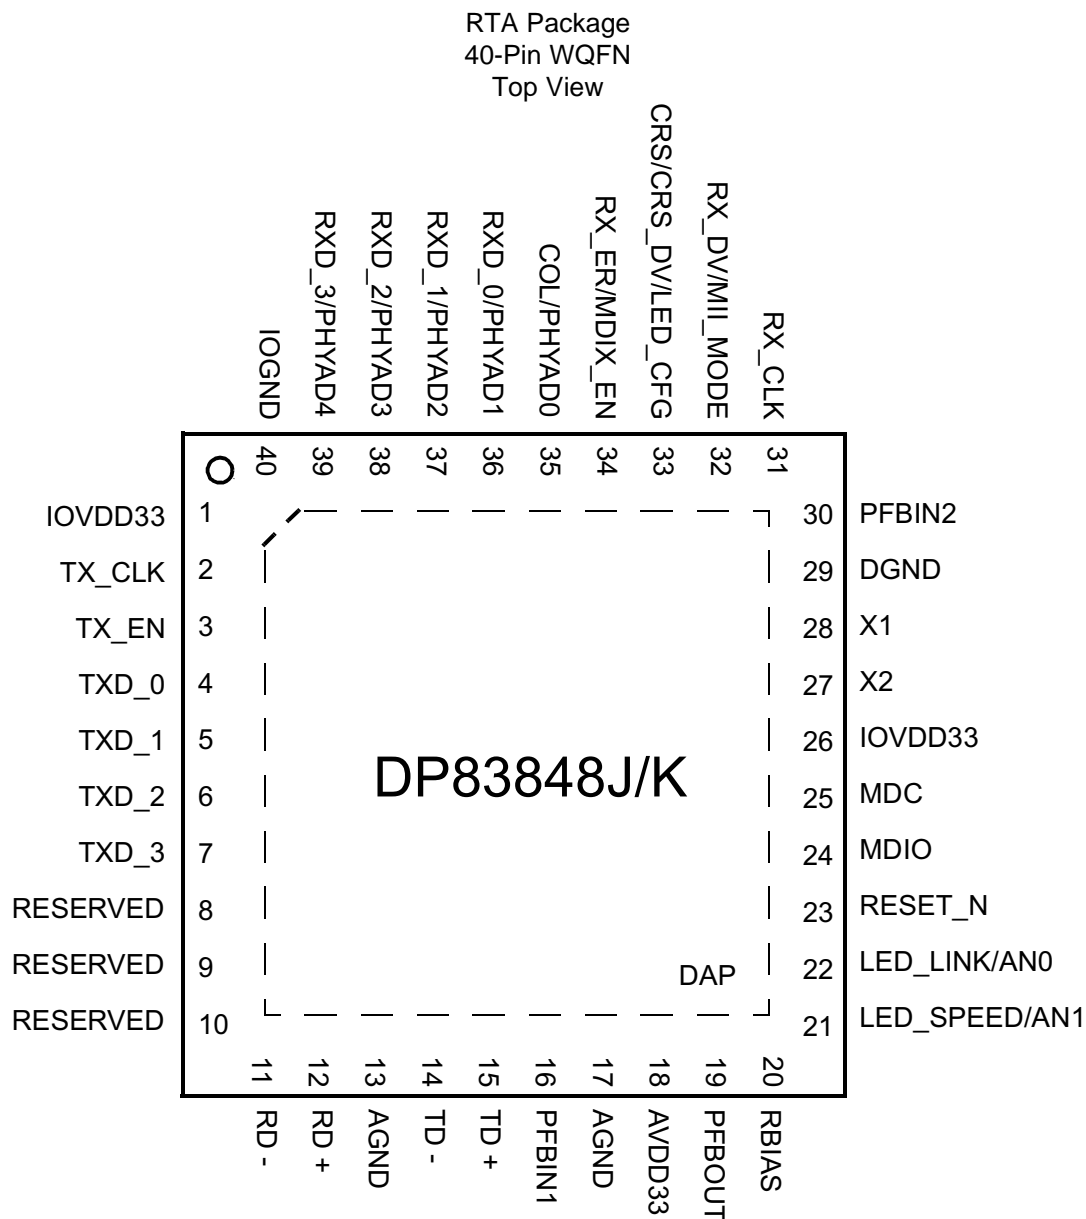 RTA Package
40-Pin WQFN
Top View
IOGND
RXD_3/PHYAD4
RXD_2/PHYAD3
RXD_1/PHYAD2
RXD_0/PHYAD1
COL/PHYAD0
RX_ER/MDIX_EN
CRS/CRS_DV/LED_CFG
RX_DV/MII_MODE
RX_CLK
40
39
38
37
36
35
34
33
32
31
IOVDD33 1
TX_CLK 2
TX_EN 3
TXD_0 4
TXD_1 5
TXD_2 6
TXD_3 7
RESERVED 8
RESERVED 9
RESERVED 10
DP83848J/K
DAP
30 PFBIN2
29 DGND
28 X1
27 X2
26 IOVDD33
25 MDC
24 MDIO
23 RESET_N
22 LED_LINK/AN0
21 LED_SPEED/AN1
11
12
13
14
15
16
17
18
19
20
RD -
RD +
AGND
TD -
TD +
PFBIN1
AGND
AVDD33
PFBOUT
RBIAS